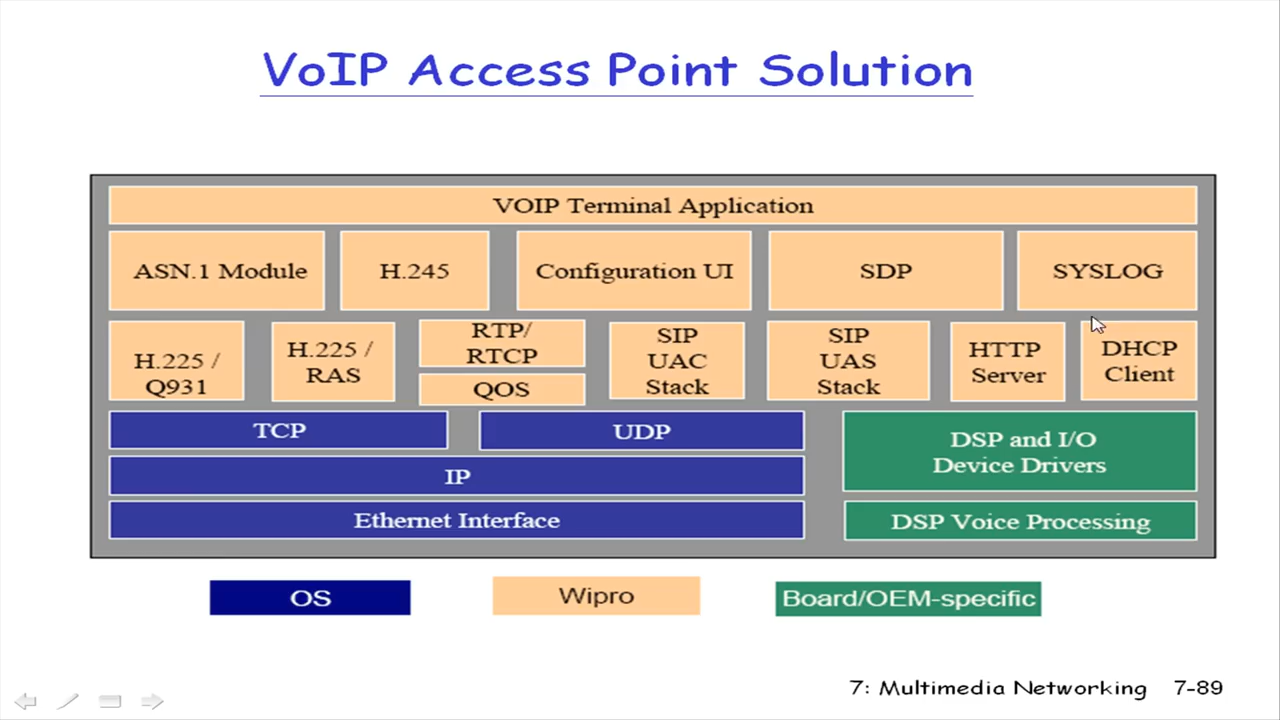 VoIP Access Point Solution
VOIP Terminal Application
ASN.1 Module
H.245
Configuration UI
SDP
SYSLOG
H.225 /
Q931
H.225 /
RAS
RTP/
RTCP
QOS
SIP
UAC
Stack
SIP
UAS
Stack
HTTP
Server
DHCP
Client
TCP
UDP
DSP and I/O
Device Drivers
IP
Ethernet Interface
DSP Voice Processing
OS
Wipro
Board/OEM-specific
7: Multimedia Networking 7-89